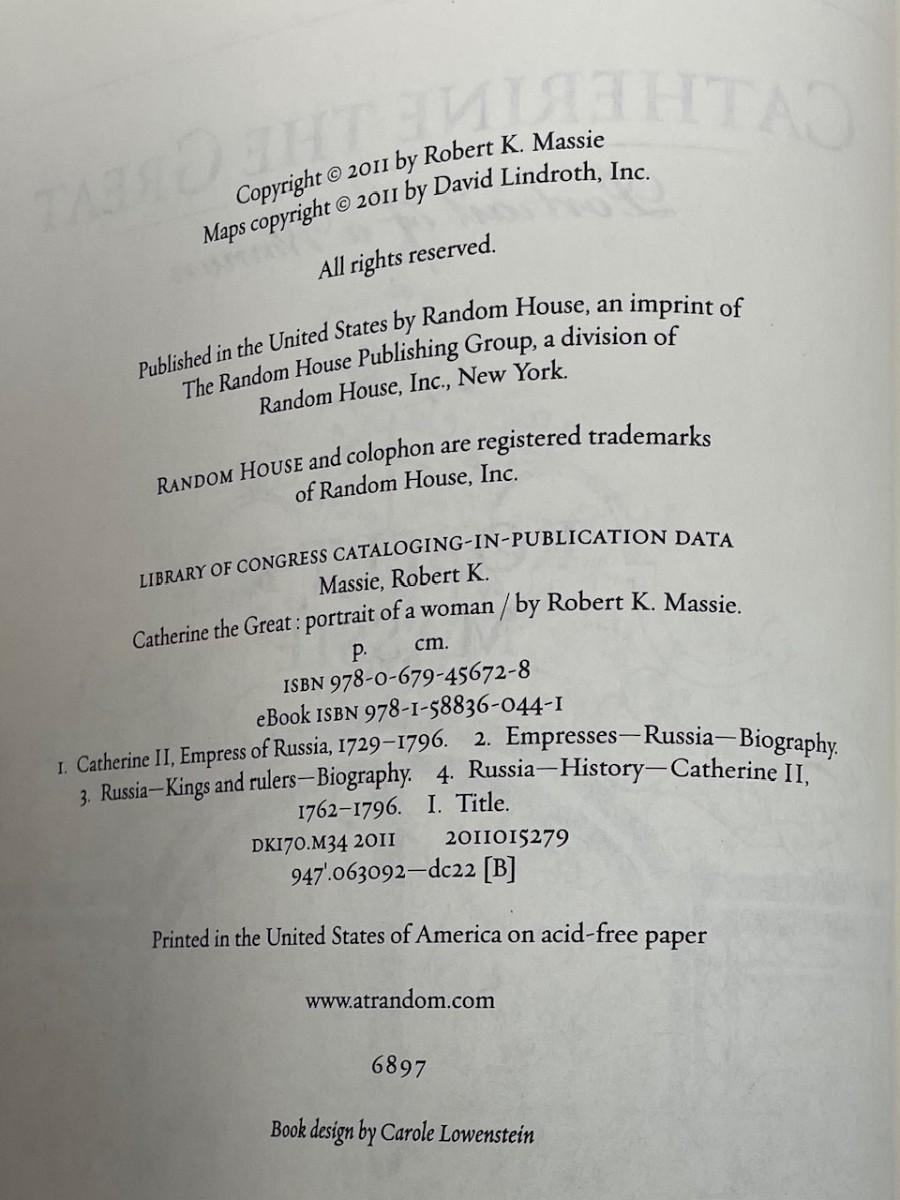 Copyright © 2011 by Robert K. Massie
Maps copyright © 2011 by David Lindroth, Inc.
All rights reserved.
Published in the United States by Random House, an imprint of
The Random House Publishing Group, a division of
Random House, Inc., New York.
RANDOM HOUSE and colophon are registered trademarks
of Random House, Inc.
LIBRARY OF CONGRESS CATALOGING-IN-PUBLICATION DATA
Massie, Robert K.
Catherine the Great : portrait of a woman / by Robert K. Massie.
p. cm.
ISBN 978-0-679-45672-8
eBook ISBN 978-1-58836-044-1
1. Catherine II, Empress of Russia, 1729–1796. 2. Empresses—Russia—Biography.
3. Russia—Kings and rulers—Biography. 4. Russia—History—Catherine II,
1762–1796. I. Title.
DK170.M34 2011 2011015279
947'.063092—dc22 [B]
Printed in the United States of America on acid-free paper
www.atrandom.com
6897
Book design by Carole Lowenstein